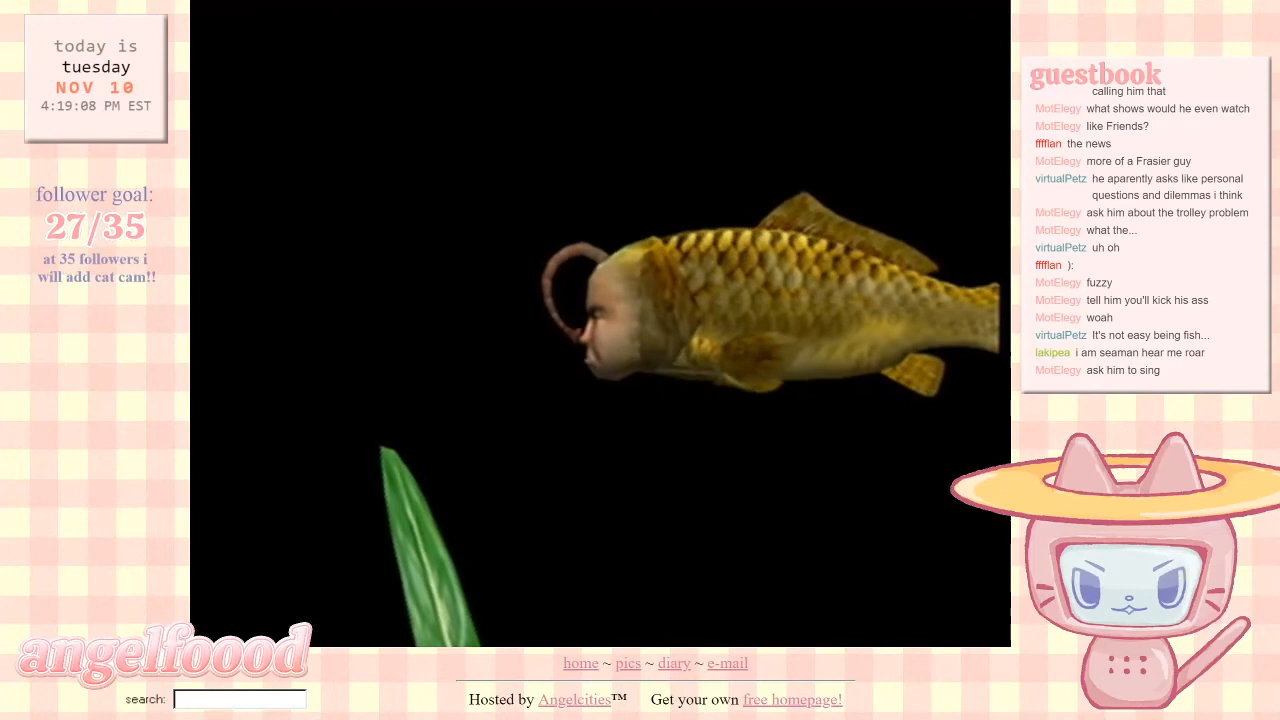 today is
tuesday
NOV 10
4:19:08 PM EST
follower goal:
27/35
at 35 followers i
will add cat cam!!
guestbook
calling him that
MotElegy what shows would he even watch
MotElegy like Friends?
fffflan the news
MotElegy more of a Frasier guy
virtualPetz he aparently asks like personal
questions and dilemmas i think
MotElegy ask him about the trolley problem
MotElegy what the...
virtualPetz uh oh
fffflan ):
MotElegy fuzzy
MotElegy tell him you'll kick his ass
MotElegy woah
virtualPetz It's not easy being fish...
lakipea i am seaman hear me roar
MotElegy ask him to sing
angelfoood
search:
home ~ pics ~ diary ~ e-mail
Hosted by Angelcities™ Get your own free homepage!